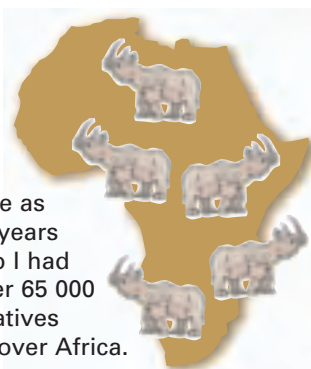 e as
years
o I had
er 65 000
atives
over Africa.